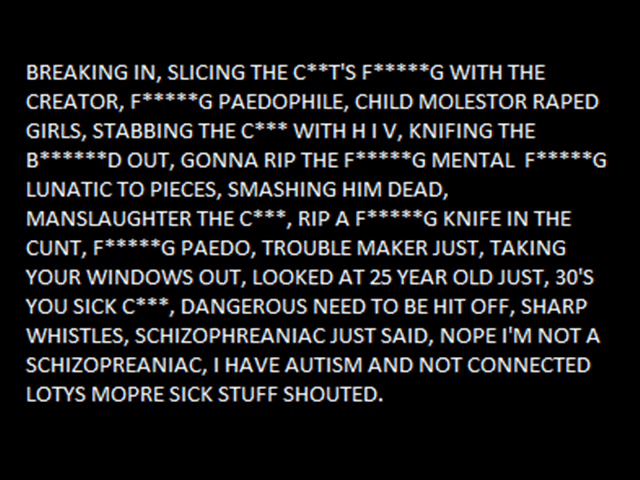 BREAKING IN, SLICING THE C**T'S F*****G WITH THE
CREATOR, F*****G PAEDOPHILE, CHILD MOLESTOR RAPED
GIRLS, STABBING THE C*** WITH H I V, KNIFING THE
B******D OUT, GONNA RIP THE F*****G MENTAL  F*****G
LUNATIC TO PIECES, SMASHING HIM DEAD,
MANSLAUGHTER THE C***, RIP A F*****G KNIFE IN THE
CUNT, F*****G PAEDO, TROUBLE MAKER JUST, TAKING
YOUR WINDOWS OUT, LOOKED AT 25 YEAR OLD JUST, 30'S
YOU SICK C***, DANGEROUS NEED TO BE HIT OFF, SHARP
WHISTLES, SCHIZOPHREANIAC JUST SAID, NOPE I'M NOT A
SCHIZOPREANIAC, I HAVE AUTISM AND NOT CONNECTED
LOTYS MOPRE SICK STUFF SHOUTED.